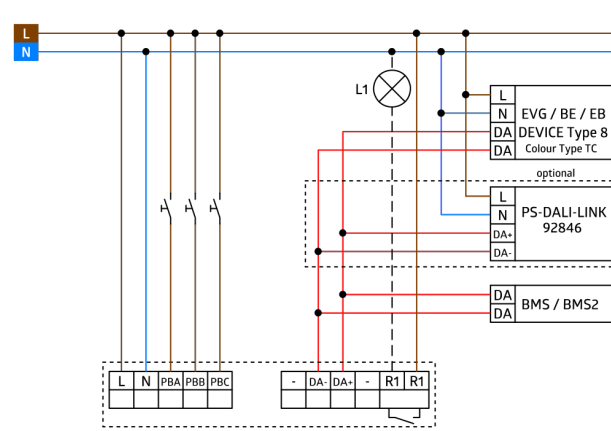 L
N
L1
L
N EVG / BE / EB
DA DEVICE Type 8
DA Colour Type TC
optional
L
N PS-DALI-LINK
DA+ 92846
DA-
DA BMS / BMS2
DA
L N PBA PBB PBC - DA- DA+ - R1 R1